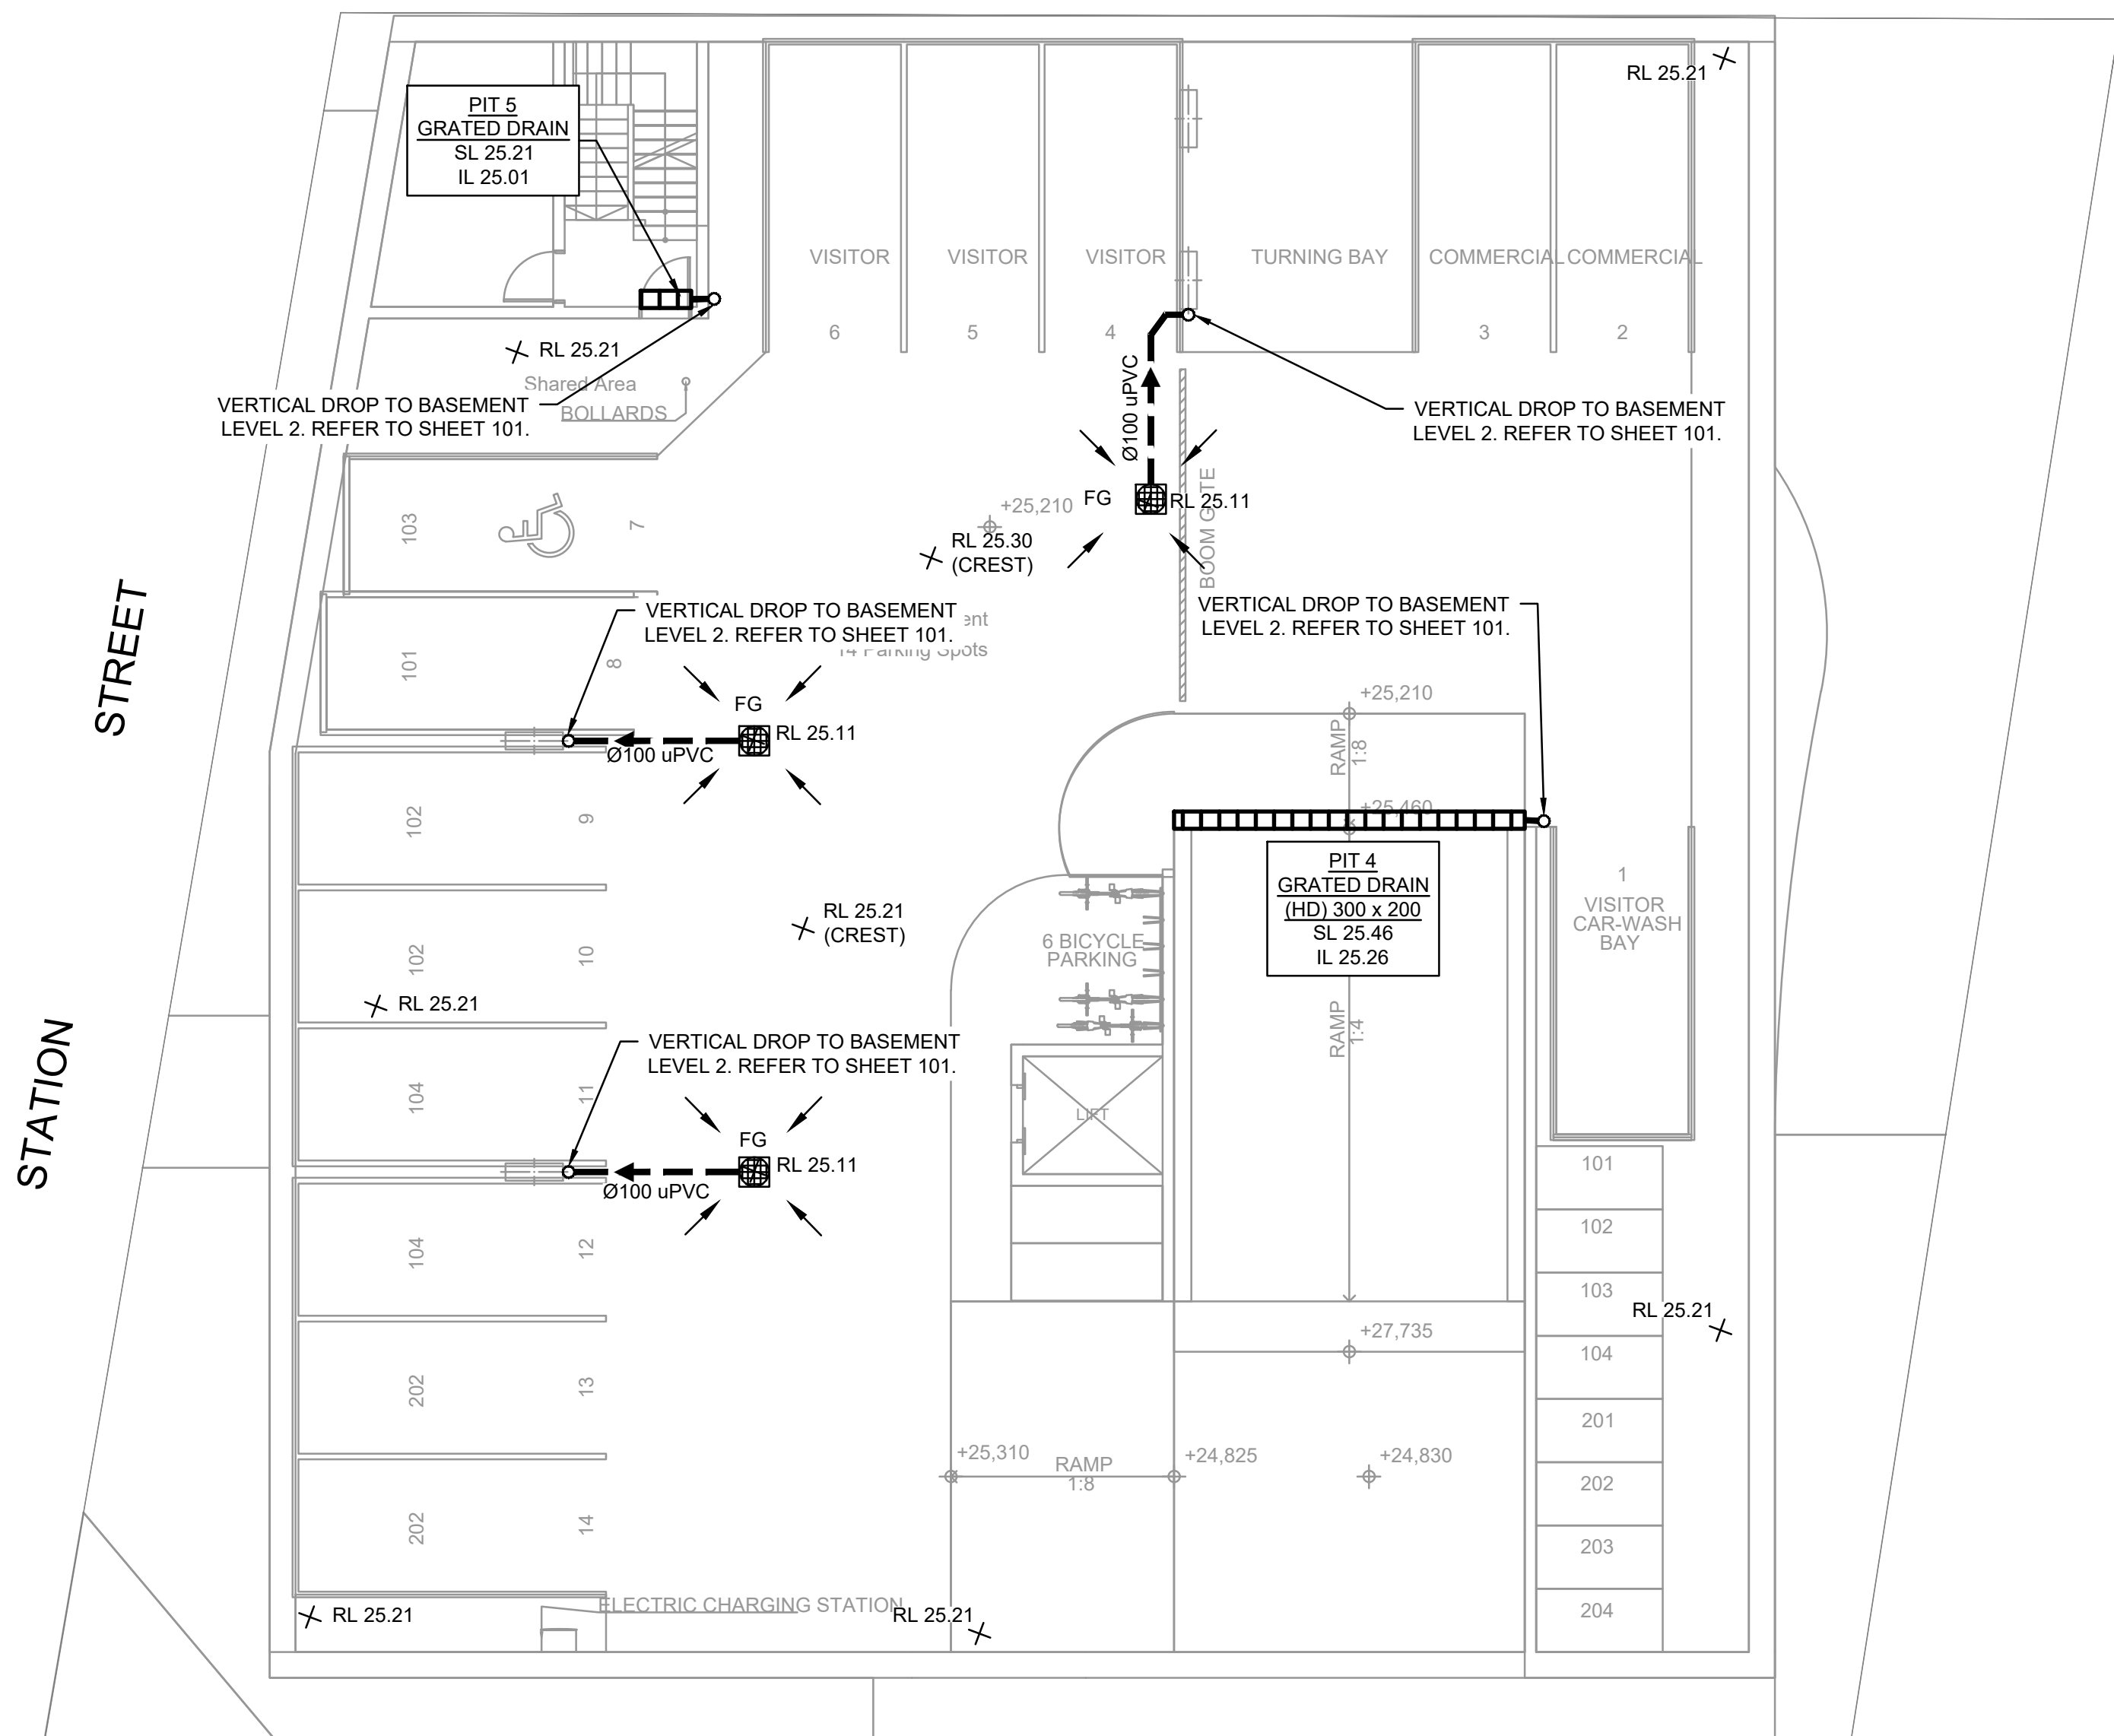 RL 25.21
PIT 5
GRATED DRAIN
SL 25.21
IL 25.01
VISITOR
VISITOR
VISITOR
TURNING BAY
COMMERCIAL
COMMERCIAL
6
5
4
3
2
RL 25.21
Shared Area
BOLLARDS
VERTICAL DROP TO BASEMENT
LEVEL 2. REFER TO SHEET 101.
Ø100 uPVC
VERTICAL DROP TO BASEMENT
LEVEL 2. REFER TO SHEET 101.
103
7
+25,210
FG
RL 25.11
BOOM GATE
RL 25.30
(CREST)
STREET
101
8
VERTICAL DROP TO BASEMENT
LEVEL 2. REFER TO SHEET 101.
14 Parking Spots
VERTICAL DROP TO BASEMENT
LEVEL 2. REFER TO SHEET 101.
FG
RL 25.11
Ø100 uPVC
+25,210
RAMP
1:8
+25,460
102
9
PIT 4
GRATED DRAIN
(HD) 300 x 200
SL 25.46
IL 25.26
1
VISITOR
CAR-WASH
BAY
RL 25.21
(CREST)
6 BICYCLE
PARKING
102
10
RL 25.21
RAMP
1:4
STATION
VERTICAL DROP TO BASEMENT
LEVEL 2. REFER TO SHEET 101.
104
11
LIFT
FG
RL 25.11
Ø100 uPVC
101
102
103
RL 25.21
104
201
202
203
204
104
12
+27,735
202
13
+25,310
RAMP
1:8
+24,825
+24,830
202
14
ELECTRIC CHARGING STATION
RL 25.21
RL 25.21